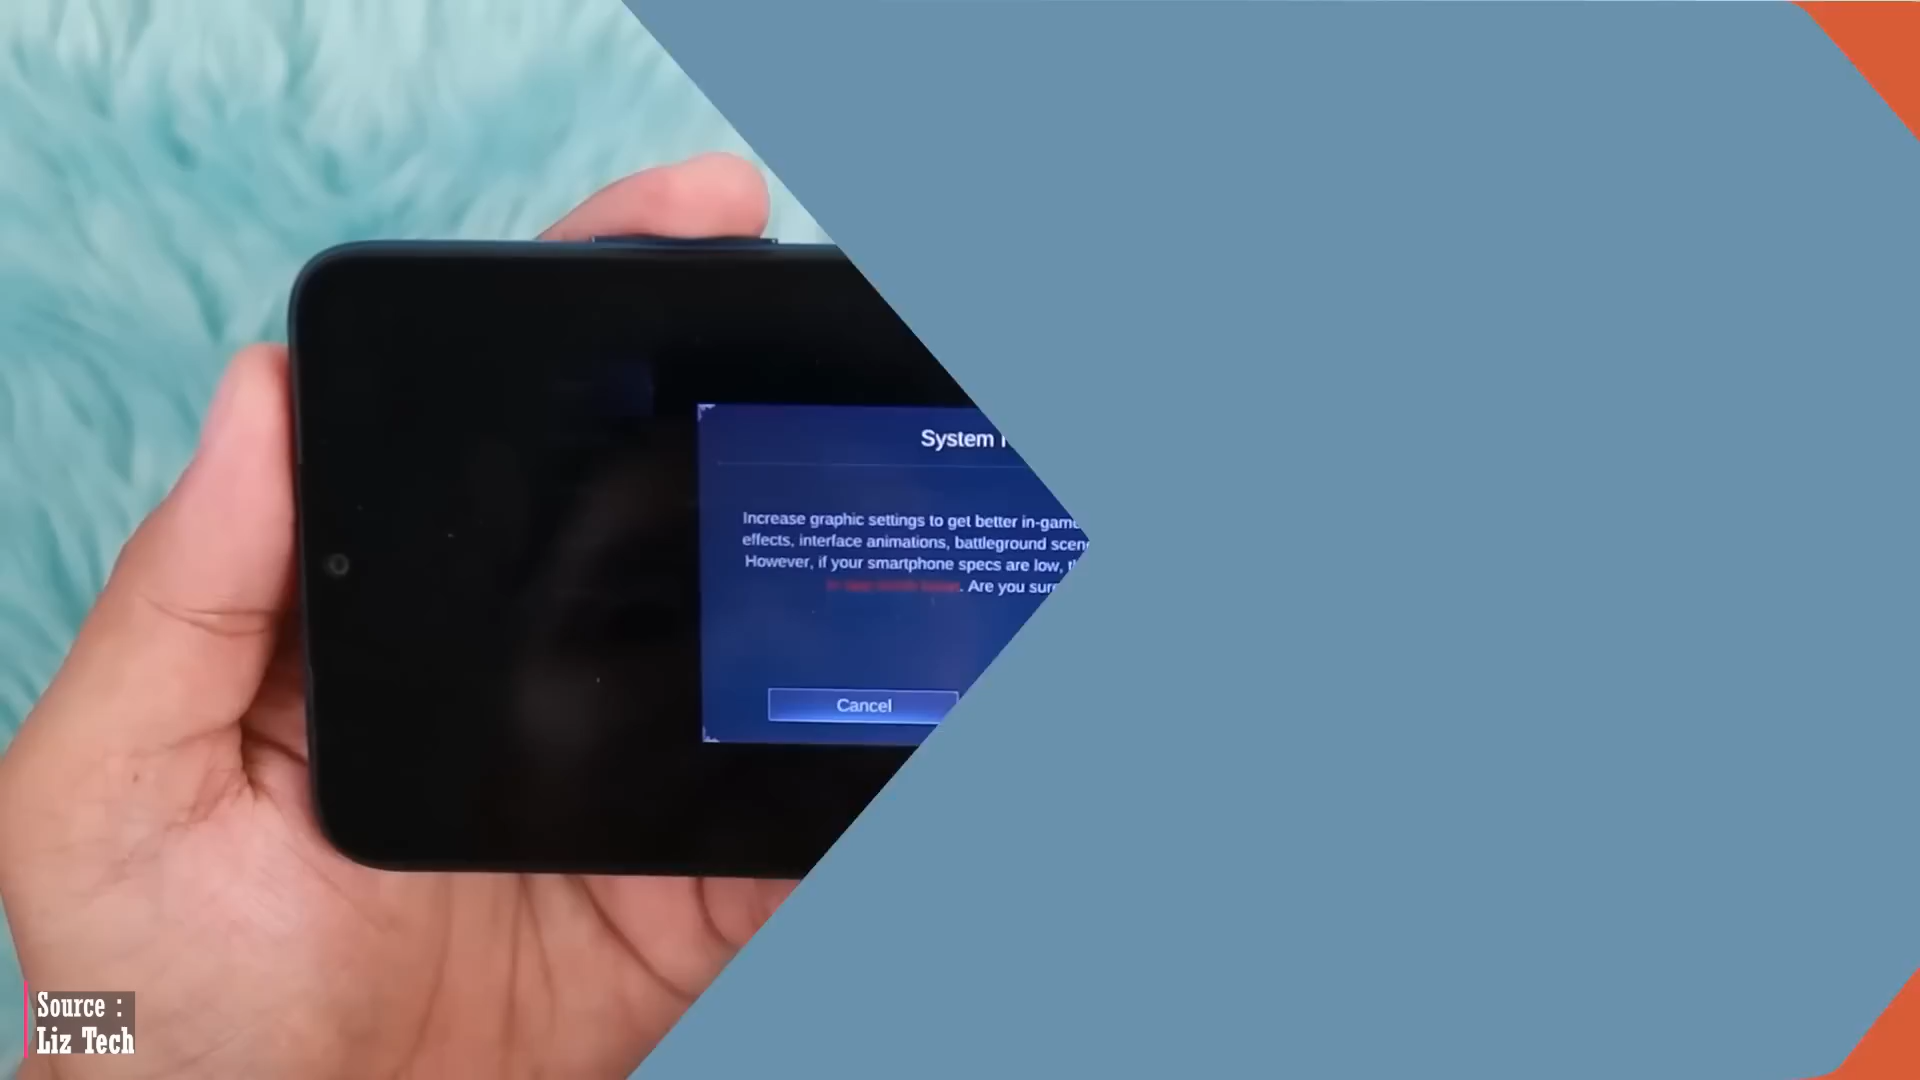 System
Increase graphic settings to get better in-game
effects, interface animations, battleground scen
However, if your smartphone specs are low, t
. Are you sure
Cancel
Source :
Liz Tech